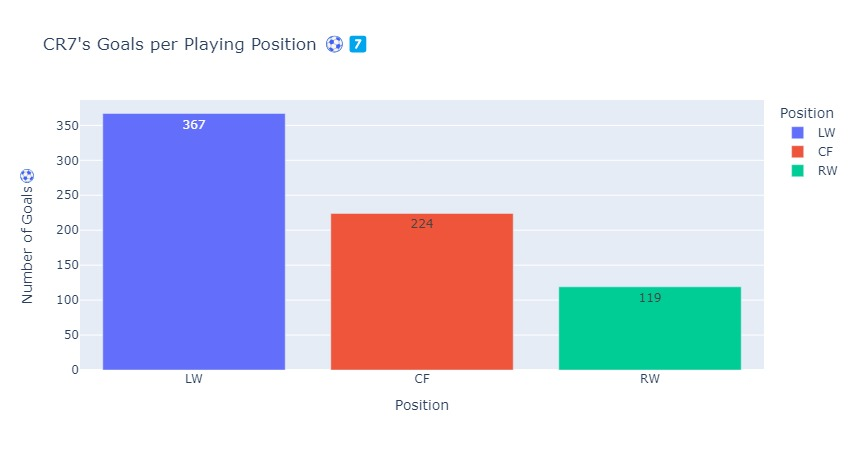 CR7's Goals per Playing Position ⚽ 7️⃣
Number of Goals⚽
350
300
250
200
150
100
50
0
367
224
119
LW
CF
RW
Position
Position
LW
CF
RW